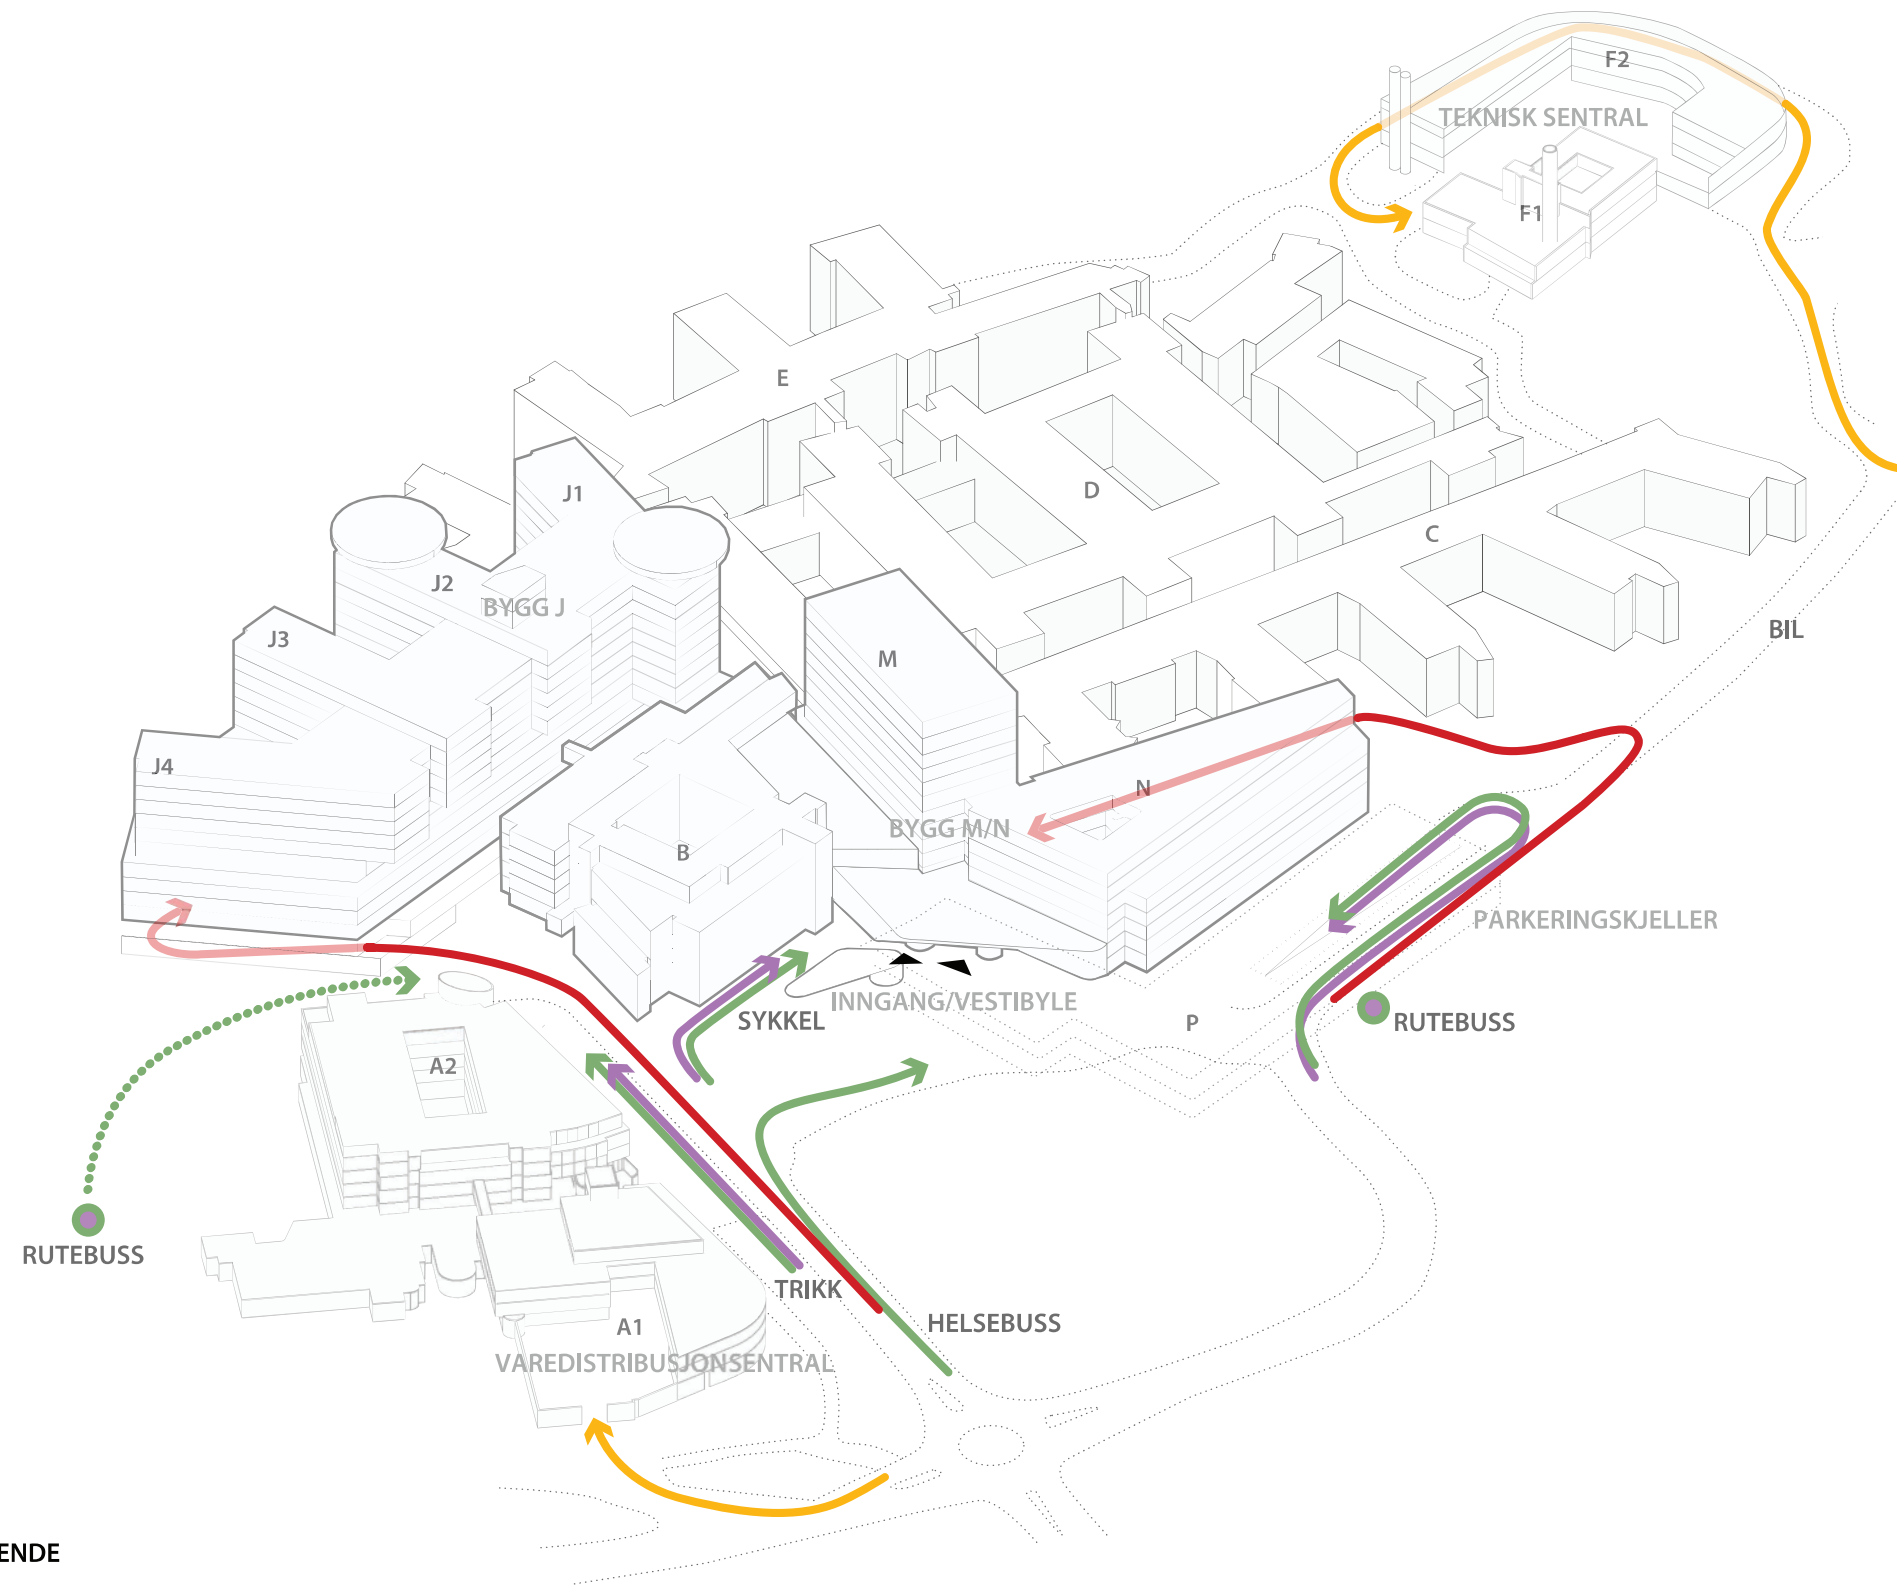 F2
TEKNISK SENTRAL
F1
E
J1
D
C
J2
BYGG J
BIL
J3
M
J4
N
BYGG M/N
B
PARKERINGSKJELLER
INNGANG/VESTIBYLE
SYKKEL
P
RUTEBUSS
A2
RUTEBUSS
TRIKK
HELSEBUSS
A1
VAREDISTRIBUSJONSENTRAL
ENDE